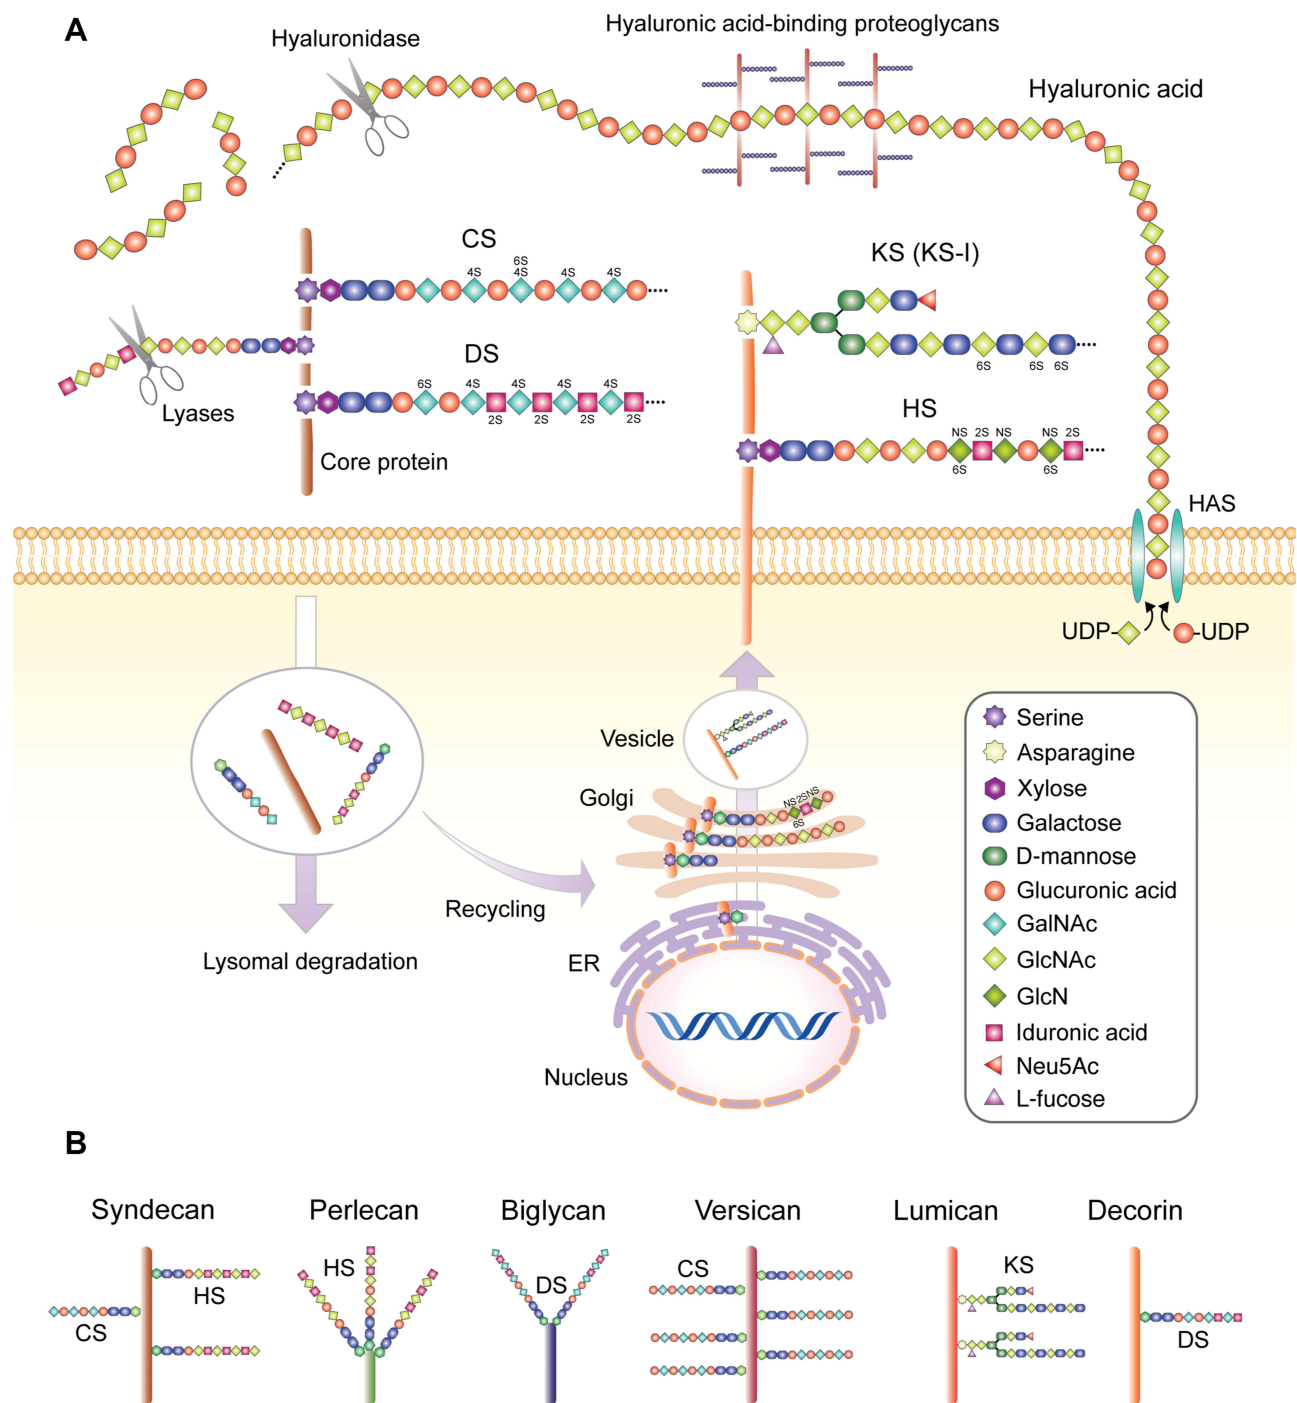 A
Hyaluronidase
Hyaluronic acid-binding proteoglycans
Hyaluronic acid
CS
6S
4S 4S 4S 4S
KS (KS-I)
6S 6S 6S
Lyases
DS
6S 4S 4S 4S 4S
2S 2S 2S 2S
HS
NS 2S NS NS 2S
6S 6S
Core protein
HAS
UDP- -UDP
Vesicle
Golgi
NS2SNS
6S
Recycling
Lysomal degradation
ER
Nucleus
Serine
Asparagine
Xylose
Galactose
D-mannose
Glucuronic acid
GalNAc
GlcNAc
GlcN
Iduronic acid
Neu5Ac
L-fucose
B
Syndecan Perlecan Biglycan Versican Lumican Decorin
HS
CS
HS
DS
CS
KS
DS